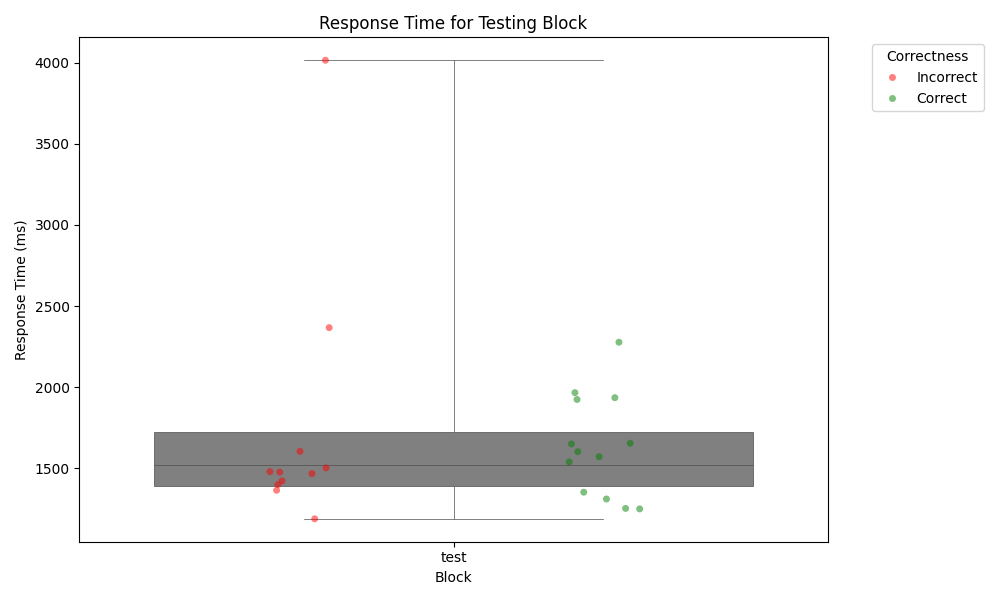 Response Time for Testing Block
Correctness
Incorrect
Correct
4000
3500
3000
2500
2000
1500
Response Time (ms)
test
Block